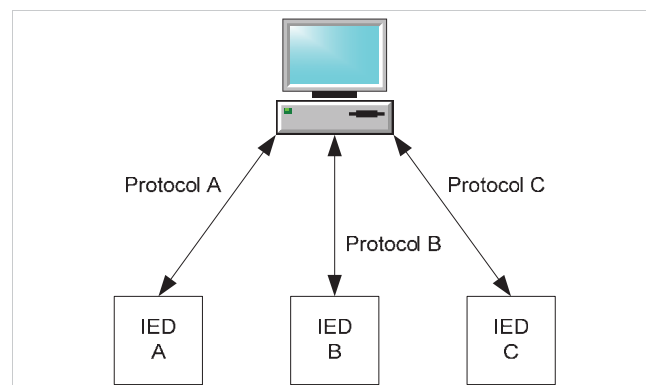 Protocol A
Protocol C
Protocol B
IED
A
IED
B
IED
C